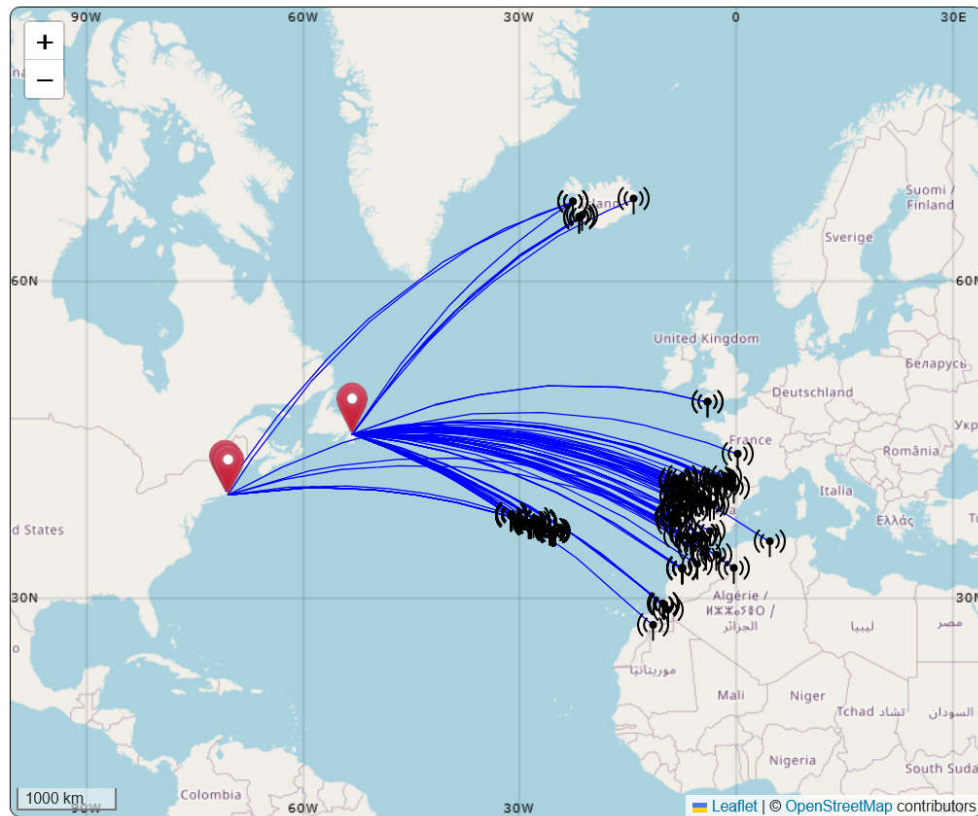 90W
60W
30W
0
30E
+
−
Suomi /
Finland
Sverige
60N
60N
United Kingdom
Беларусь
Deutschland
France
România
Italia
Ελλάς
d States
30N
30N
Algérie /
ⵍⵣⵣⴰⵢⴻⵔ /
الجزائر
ليبيا
مصر
موريتانيا
Mali
Niger
Tchad تشاد
السودان
Nigeria
South Suda
Colombia
1000 km
90W
60W
30W
0
Leaflet | © OpenStreetMap contributors